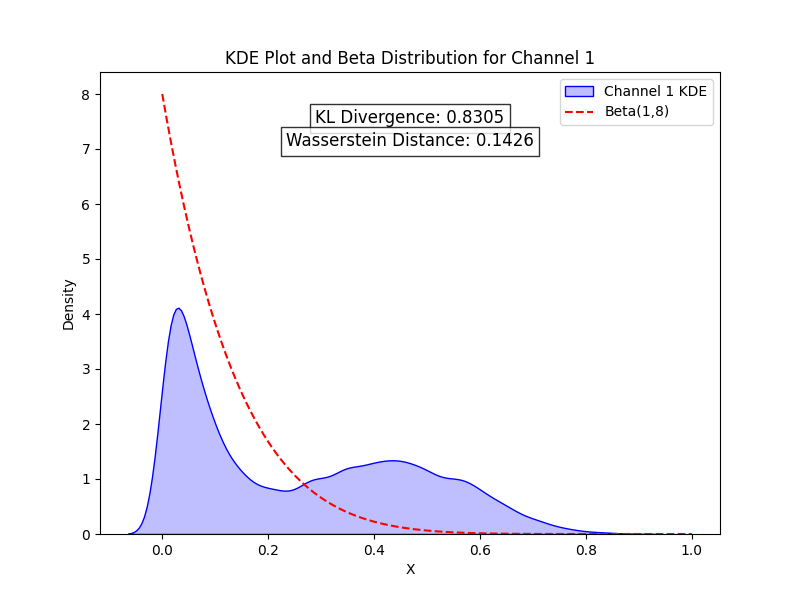 KDE Plot and Beta Distribution for Channel 1
KL Divergence: 0.8305
Wasserstein Distance: 0.1426
Channel 1 KDE
Beta(1,8)
Density
8
7
6
5
4
3
2
1
0
0.0 0.2 0.4 0.6 0.8 1.0
X